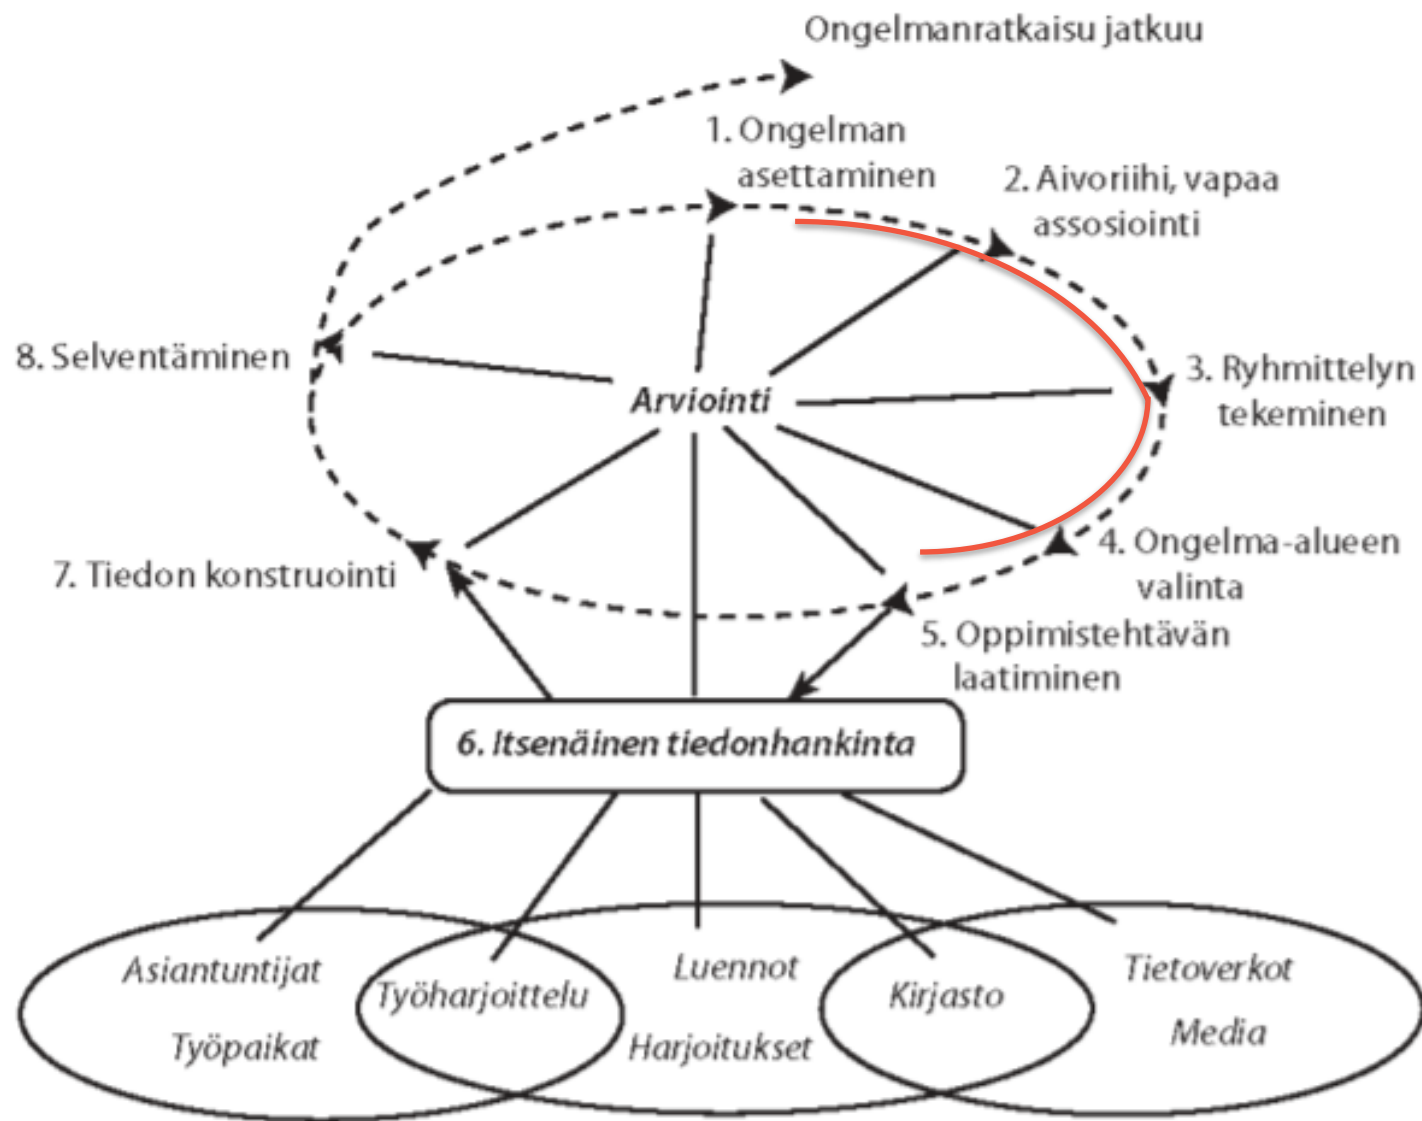 Ongelmanratkaisu jatkuu
1. Ongelman
asettaminen
2. Aivoriihi, vapaa
assosiointi
3. Ryhmittelyn
tekeminen
4. Ongelma-alueen
valinta
5. Oppimistehtävän
laatiminen
6. Itsenäinen tiedonhankinta
7. Tiedon konstruointi
8. Selventäminen
Arviointi
Asiantuntijat
Työpaikat
Työharjoittelu
Luennot
Harjoitukset
Kirjasto
Tietoverkot
Media